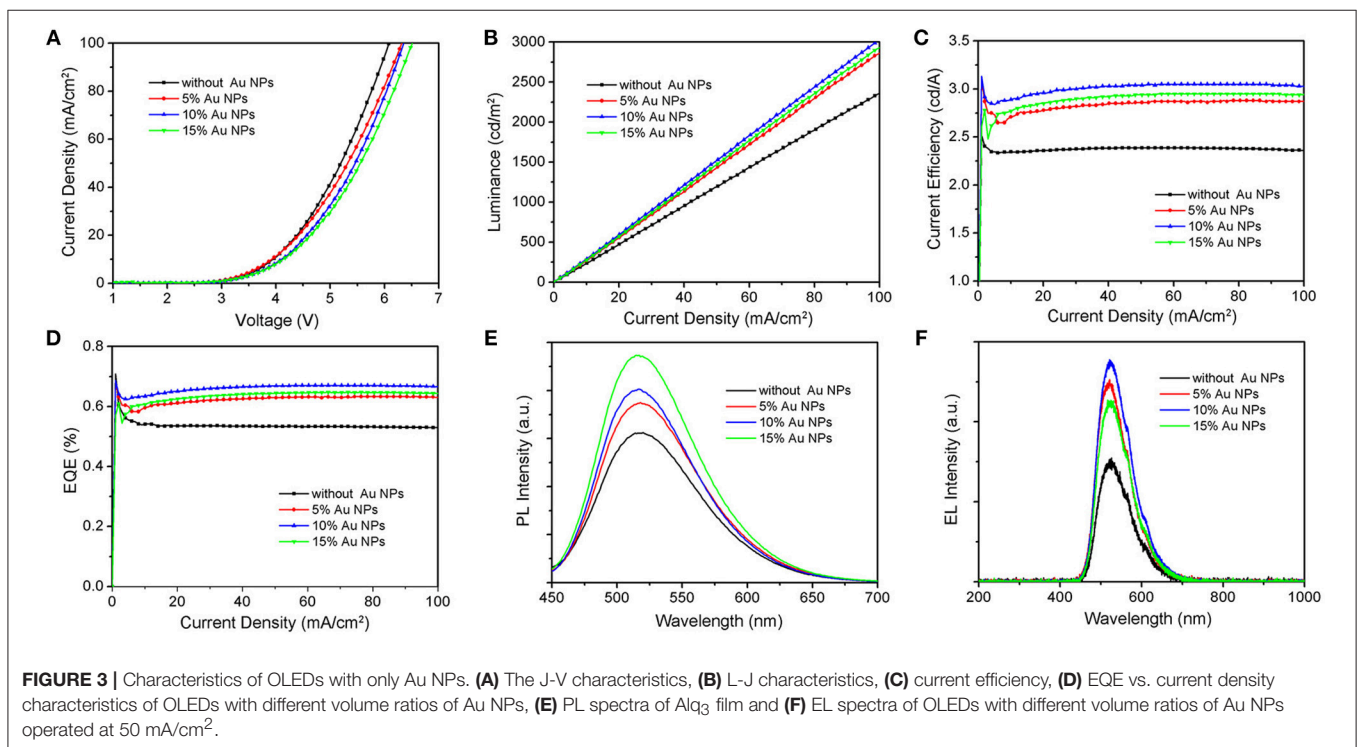 A
Current Density (mA/cm²)
100
80
60
40
20
0
without Au NPs
5% Au NPs
10% Au NPs
15% Au NPs
1 2 3 4 5 6 7
Voltage (V)
B
Luminance (cd/m²)
3000
2500
2000
1500
1000
500
0
without Au NPs
5% Au NPs
10% Au NPs
15% Au NPs
0 20 40 60 80 100
Current Density (mA/cm²)
C
Current Efficiency (cd/A)
3.5
3.0
2.5
2.0
1.5
1.0
without Au NPs
5% Au NPs
10% Au NPs
15% Au NPs
0 20 40 60 80 100
Current Density (mA/cm²)
D
EQE (%)
0.8
0.6
0.4
0.2
0.0
without Au NPs
5% Au NPs
10% Au NPs
15% Au NPs
0 20 40 60 80 100
Current Density (mA/cm²)
E
PL Intensity (a.u.)
without Au NPs
5% Au NPs
10% Au NPs
15% Au NPs
450 500 550 600 650 700
Wavelength (nm)
F
EL Intensity (a.u.)
without Au NPs
5% Au NPs
10% Au NPs
15% Au NPs
200 400 600 800 1000
Wavelength (nm)
FIGURE 3 | Characteristics of OLEDs with only Au NPs. (A) The J-V characteristics, (B) L-J characteristics, (C) current efficiency, (D) EQE vs. current density
characteristics of OLEDs with different volume ratios of Au NPs, (E) PL spectra of Alq₃ film and (F) EL spectra of OLEDs with different volume ratios of Au NPs
operated at 50 mA/cm².